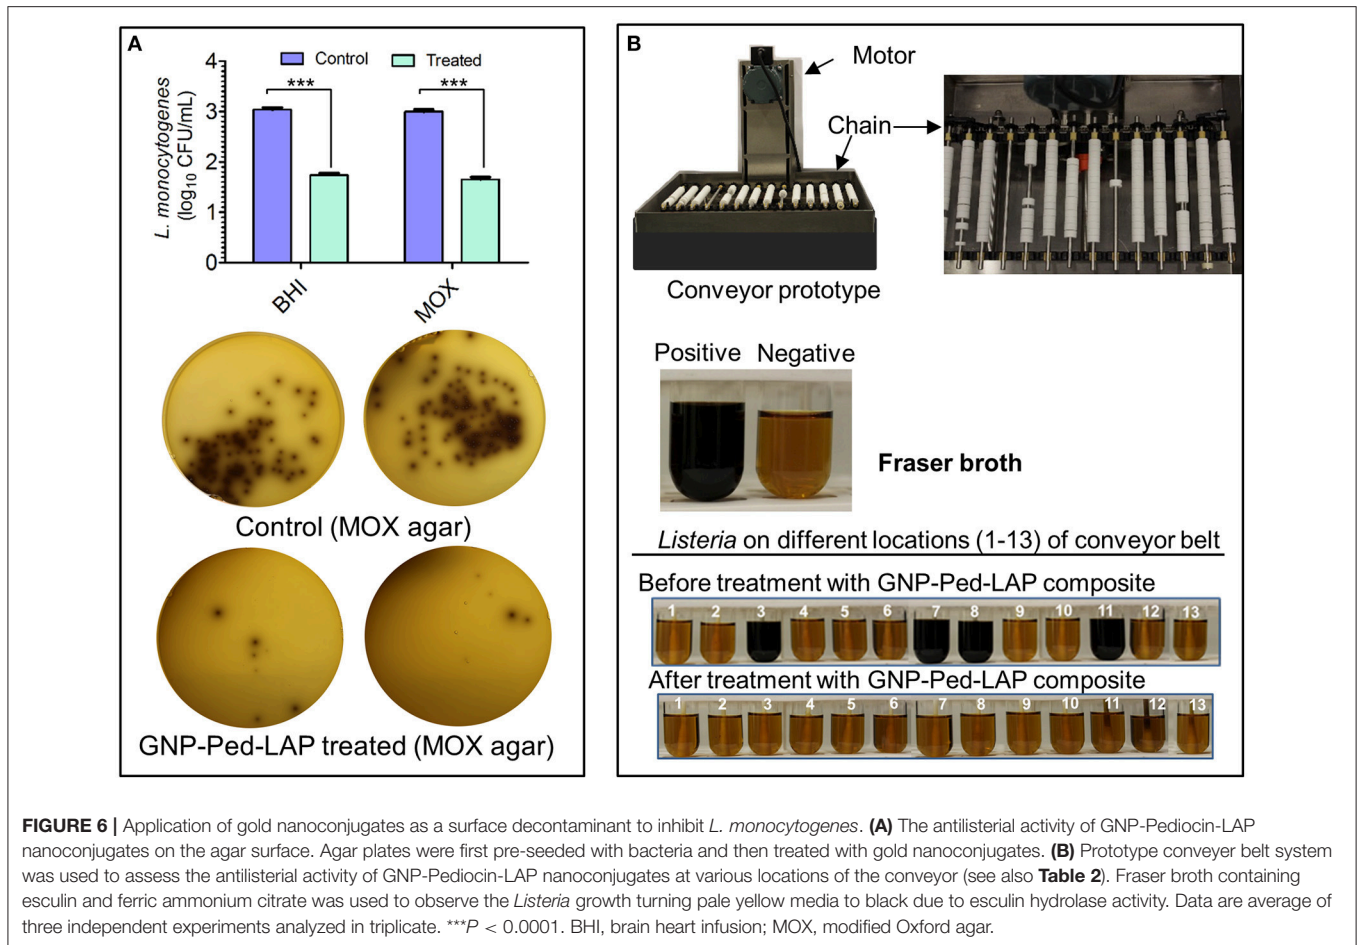 A
Control Treated
*** ***
L. monocytogenes
(log10 CFU/mL)
4
3
2
1
0
BHI
MOX
Control (MOX agar)
GNP-Ped-LAP treated (MOX agar)
B
Motor
Chain
Conveyor prototype
Positive Negative
Fraser broth
Listeria on different locations (1-13) of conveyor belt
Before treatment with GNP-Ped-LAP composite
1 2 3 4 5 6 7 8 9 10 11 12 13
After treatment with GNP-Ped-LAP composite
1 2 3 4 5 6 7 8 9 10 11 12 13
FIGURE 6 | Application of gold nanoconjugates as a surface decontaminant to inhibit L. monocytogenes. (A) The antilisterial activity of GNP-Pediocin-LAP
nanoconjugates on the agar surface. Agar plates were first pre-seeded with bacteria and then treated with gold nanoconjugates. (B) Prototype conveyer belt system
was used to assess the antilisterial activity of GNP-Pediocin-LAP nanoconjugates at various locations of the conveyor (see also Table 2). Fraser broth containing
esculin and ferric ammonium citrate was used to observe the Listeria growth turning pale yellow media to black due to esculin hydrolase activity. Data are average of
three independent experiments analyzed in triplicate. ***P < 0.0001. BHI, brain heart infusion; MOX, modified Oxford agar.